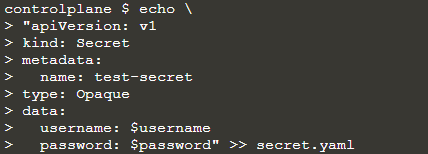 controlplane $ echo \
> "apiVersion: v1
> kind: Secret
> metadata:
>   name: test-secret
> type: Opaque
> data:
>   username: $username
>   password: $password" >> secret.yaml